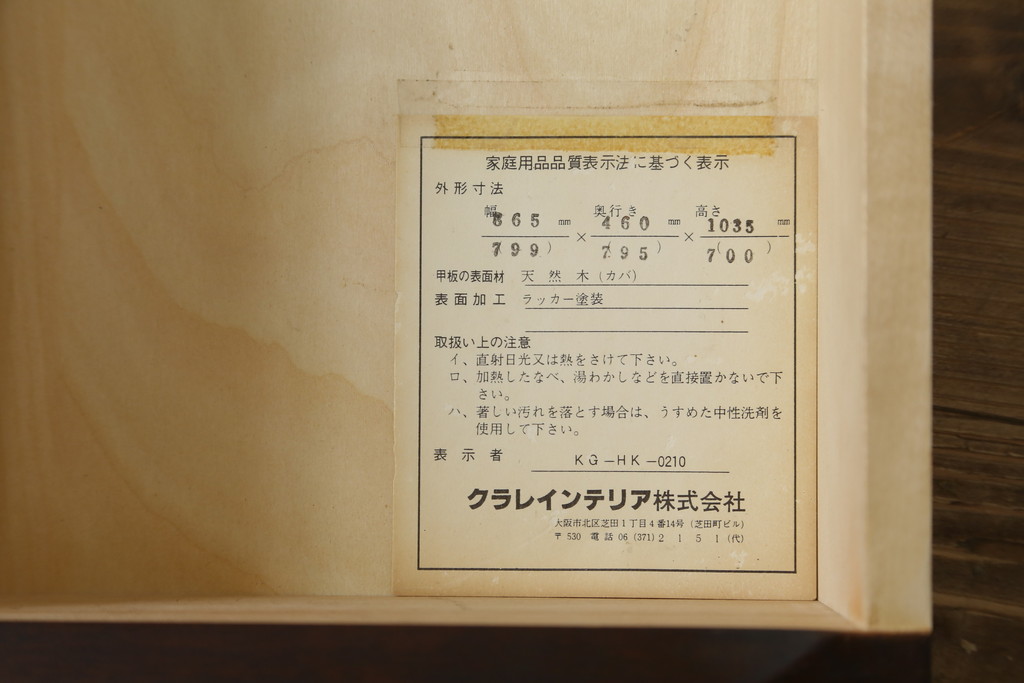 家庭用品品質表示法に基づく表示
外形寸法
幅 奥行き 高さ
865 mm × 460 mm × 1035 mm
(799) (795) (700)
甲板の表面材 天然木(カバ)
表面加工 ラッカー塗装
取扱い上の注意
イ、直射日光又は熱をさけて下さい。
ロ、加熱したなべ、湯わかしなどを直接置かないで下
さい。
ハ、著しい汚れを落とす場合は、うすめた中性洗剤を
使用して下さい。
表示者 KG-HK-0210
クラレインテリア株式会社
大阪市北区芝田1丁目4番14号(芝田町ビル)
〒530 電話 06(371)2151(代)